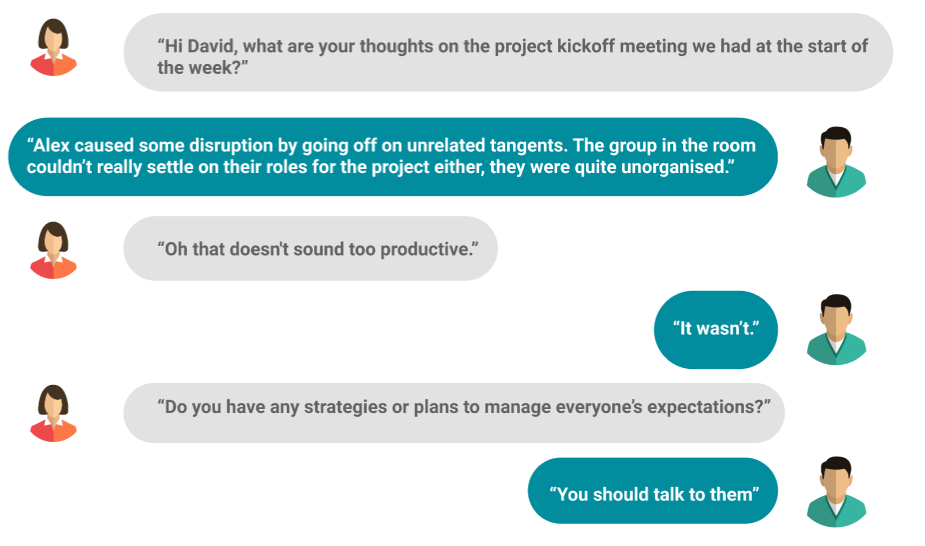 “Hi David, what are your thoughts on the project kickoff meeting we had at the start of
the week?”
“Alex caused some disruption by going off on unrelated tangents. The group in the room
couldn’t really settle on their roles for the project either, they were quite unorganised.”
“Oh that doesn't sound too productive.”
“It wasn’t.”
“Do you have any strategies or plans to manage everyone’s expectations?”
“You should talk to them”